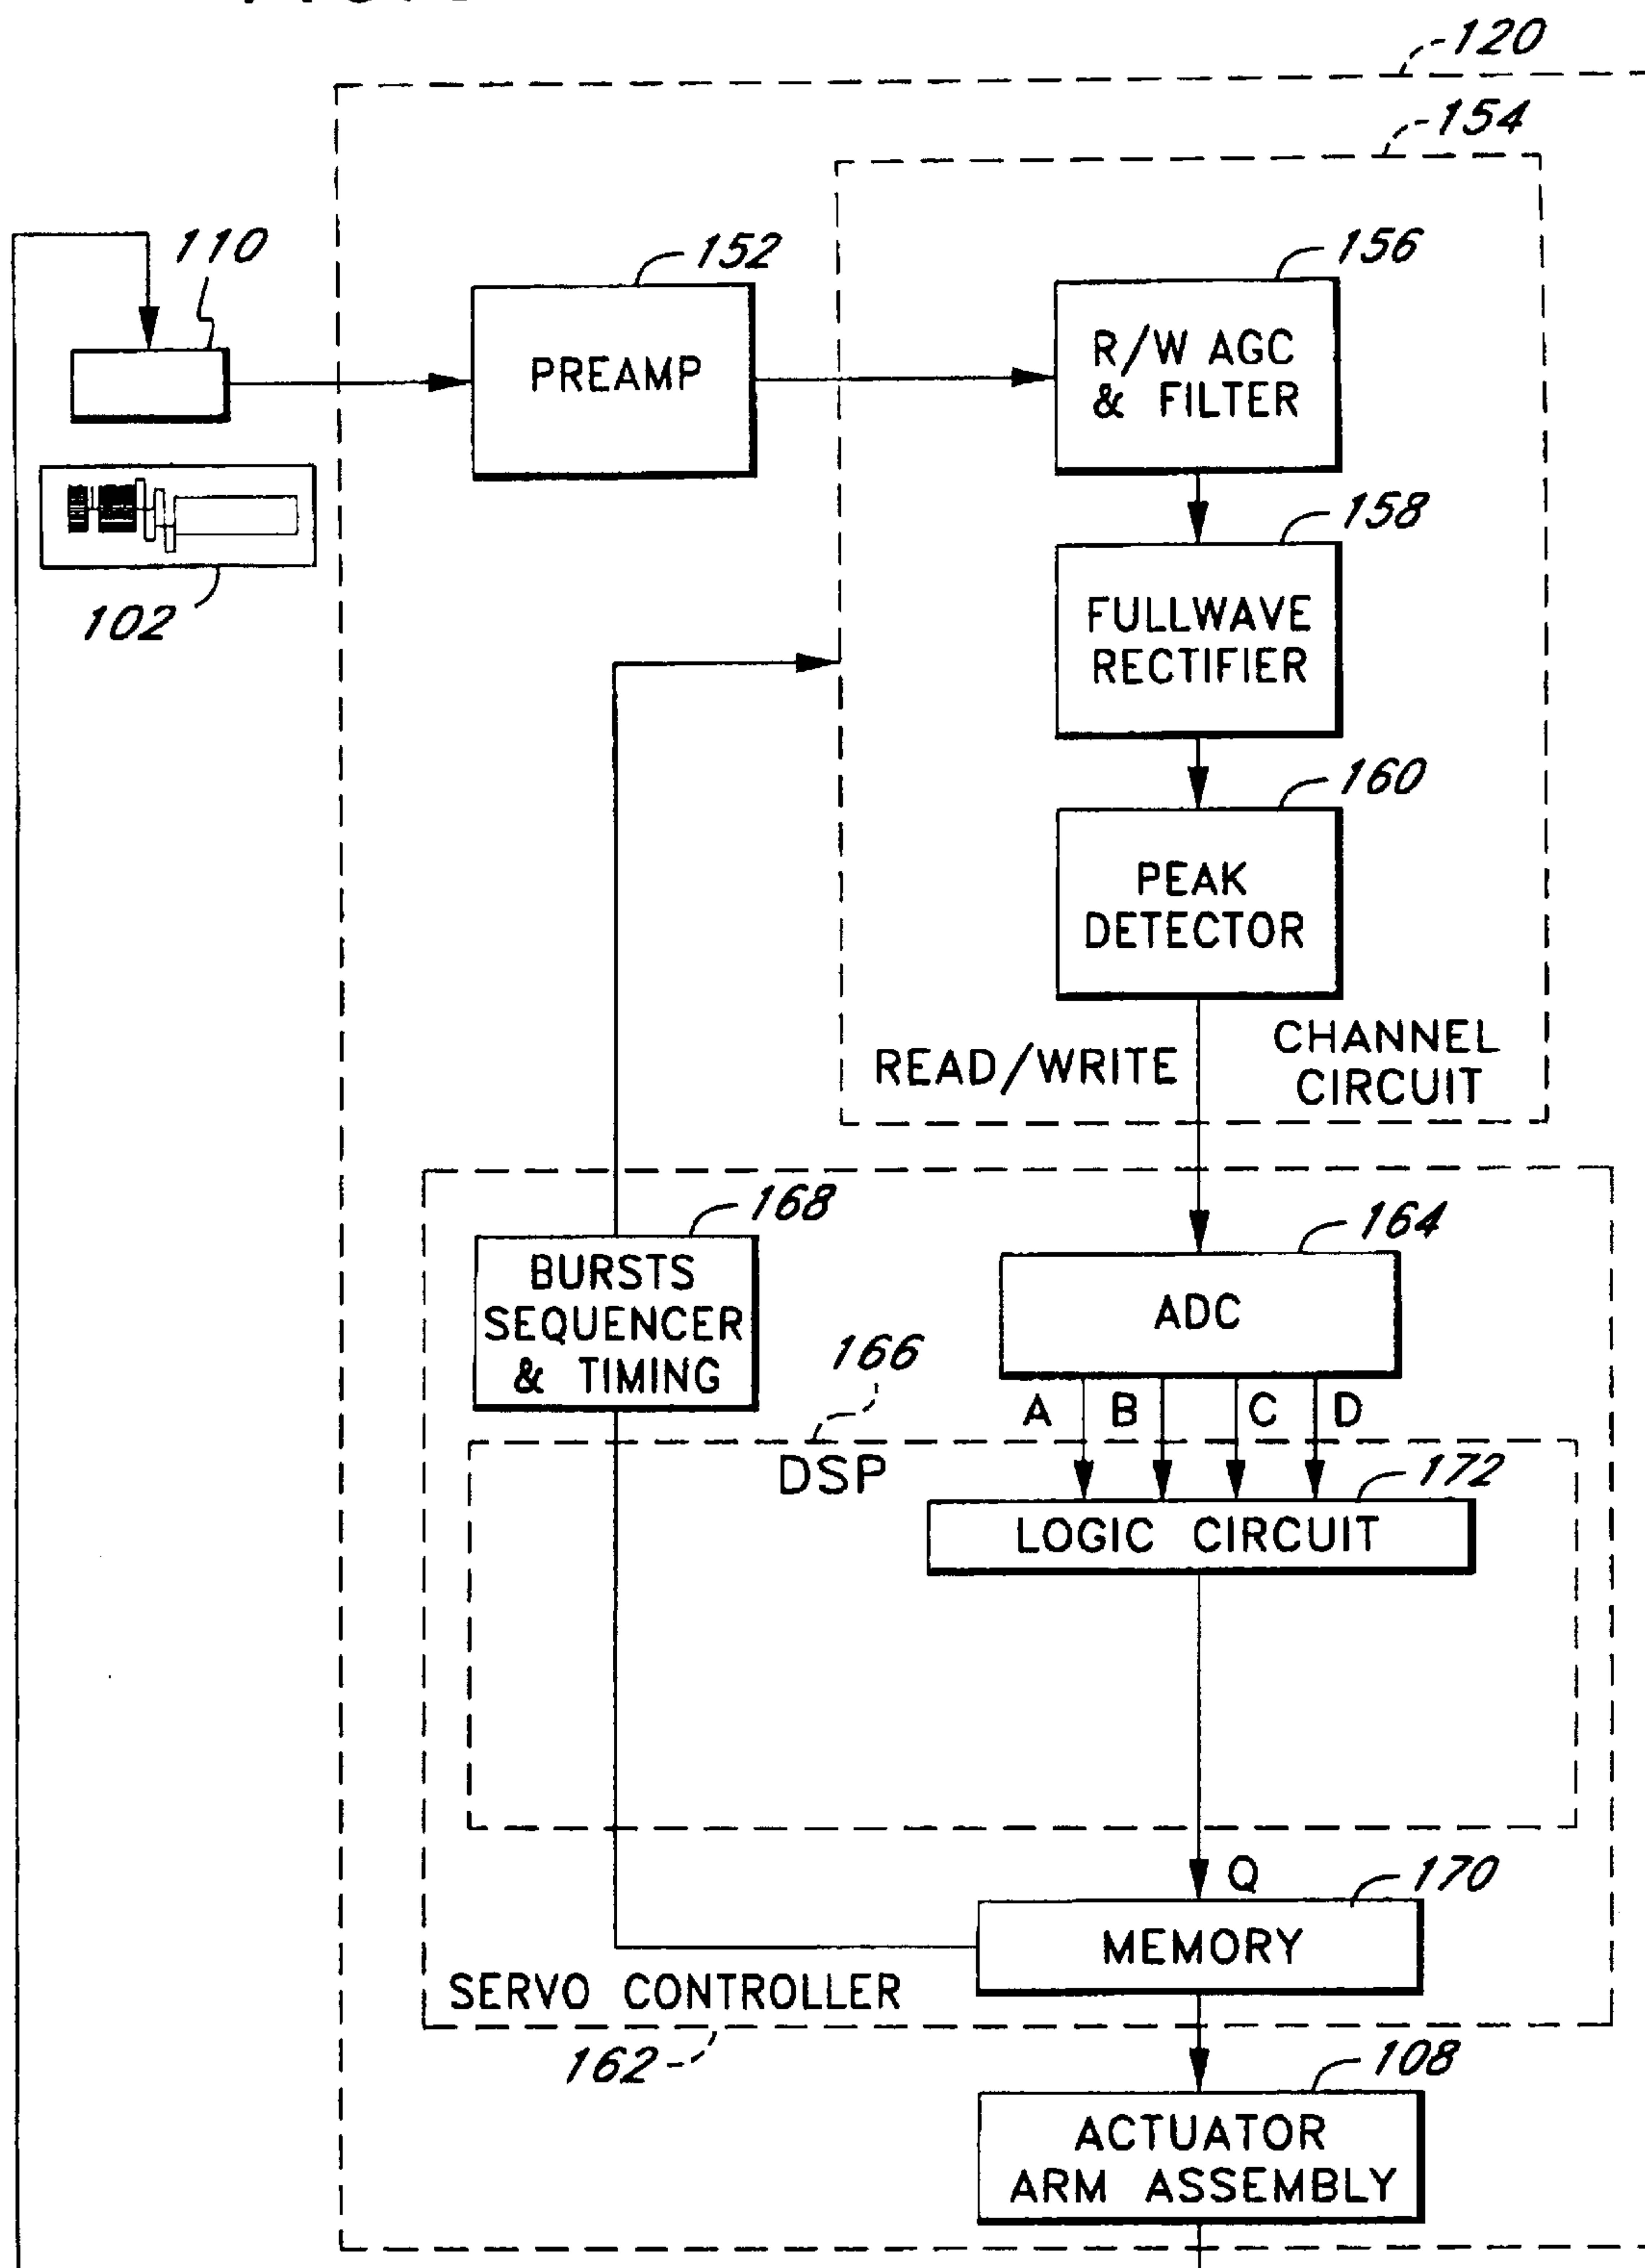 120
154
110
152
156
PREAMP
R/W AGC
& FILTER
158
102
FULLWAVE
RECTIFIER
160
PEAK
DETECTOR
READ/WRITE
CHANNEL
CIRCUIT
168
164
BURSTS
SEQUENCER
& TIMING
ADC
166
A B C D
DSP
172
LOGIC CIRCUIT
Q
170
MEMORY
SERVO CONTROLLER
162
108
ACTUATOR
ARM ASSEMBLY